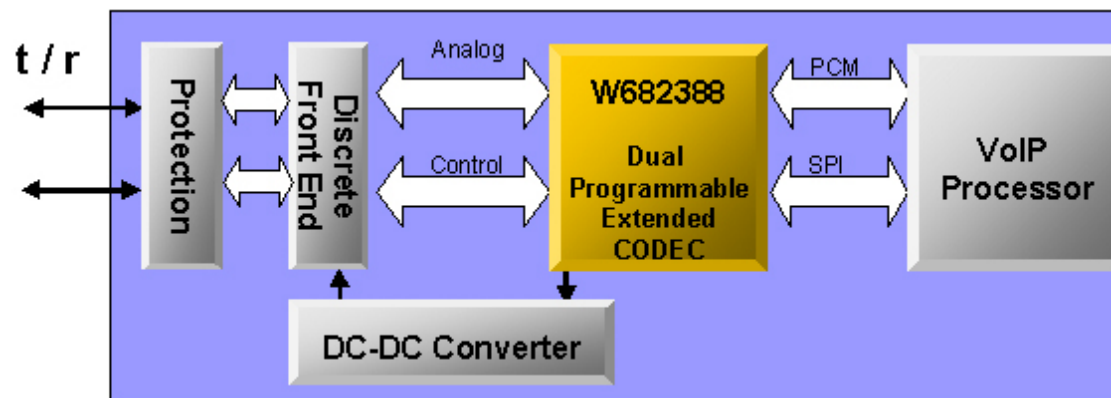 t / r
Protection
Discrete
Front End
Analog
Control
W682388
Dual
Programmable
Extended
CODEC
PCM
SPI
VoIP
Processor
DC-DC Converter